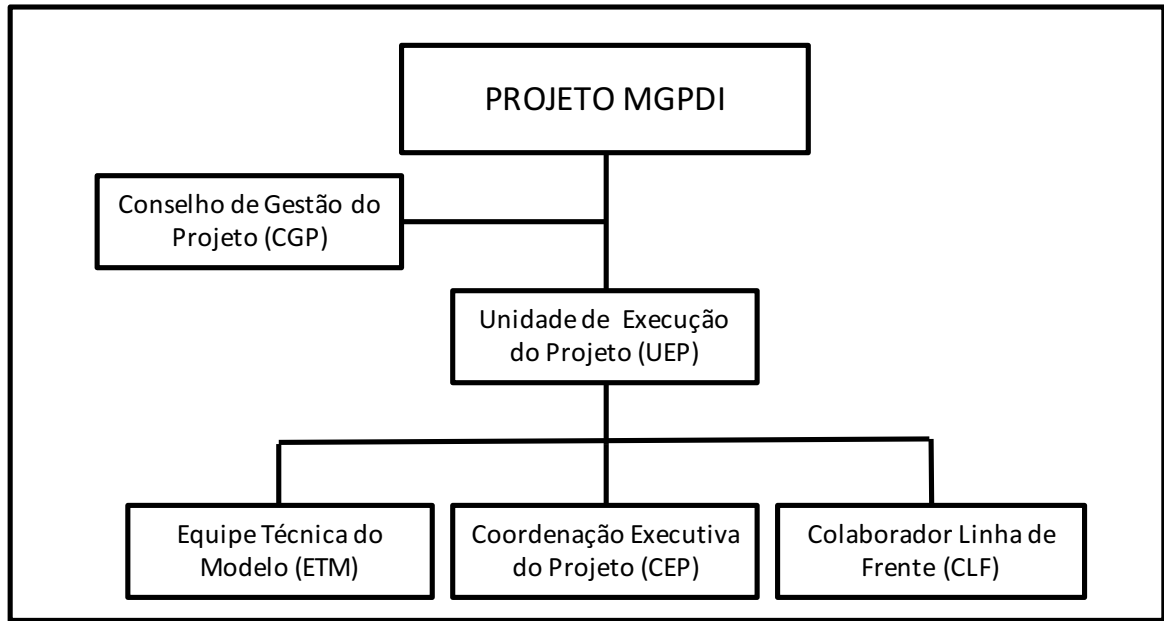 PROJETO MGPDI
Conselho de Gestão do
Projeto (CGP)
Unidade de Execução
do Projeto (UEP)
Equipe Técnica do
Modelo (ETM)
Coordenação Executiva
do Projeto (CEP)
Colaborador Linha de
Frente (CLF)